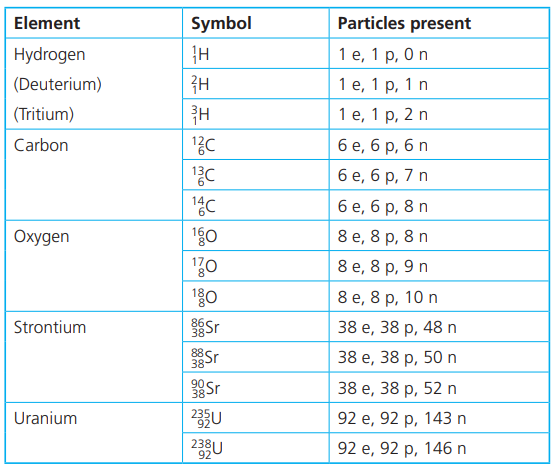 Element Symbol Particles present
Hydrogen ¹₁H 1 e, 1 p, 0 n
(Deuterium) ²₁H 1 e, 1 p, 1 n
(Tritium) ³₁H 1 e, 1 p, 2 n
Carbon ¹²₆C 6 e, 6 p, 6 n
¹³₆C 6 e, 6 p, 7 n
¹⁴₆C 6 e, 6 p, 8 n
Oxygen ¹⁶₈O 8 e, 8 p, 8 n
¹⁷₈O 8 e, 8 p, 9 n
¹⁸₈O 8 e, 8 p, 10 n
Strontium ⁸⁶₃₈Sr 38 e, 38 p, 48 n
⁸⁸₃₈Sr 38 e, 38 p, 50 n
⁹⁰₃₈Sr 38 e, 38 p, 52 n
Uranium ²³⁵₉₂U 92 e, 92 p, 143 n
²³⁸₉₂U 92 e, 92 p, 146 n